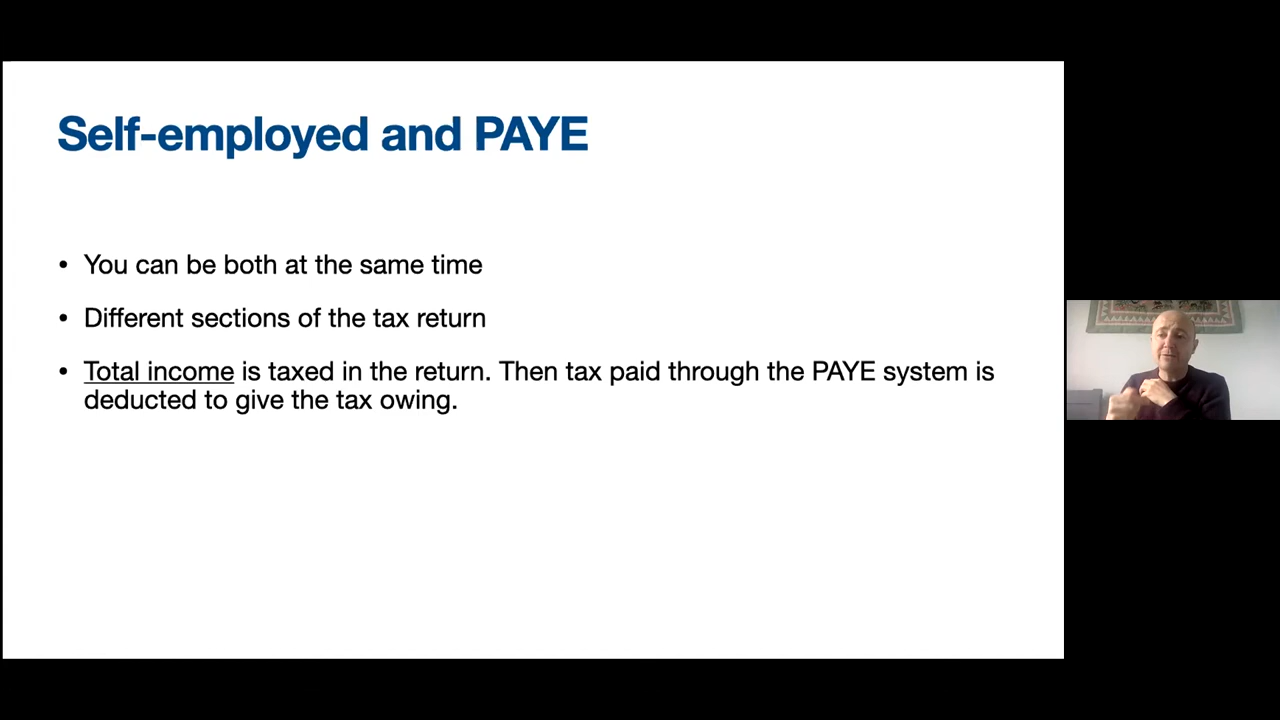 Self-employed and PAYE
• You can be both at the same time
• Different sections of the tax return
• Total income is taxed in the return. Then tax paid through the PAYE system is
deducted to give the tax owing.